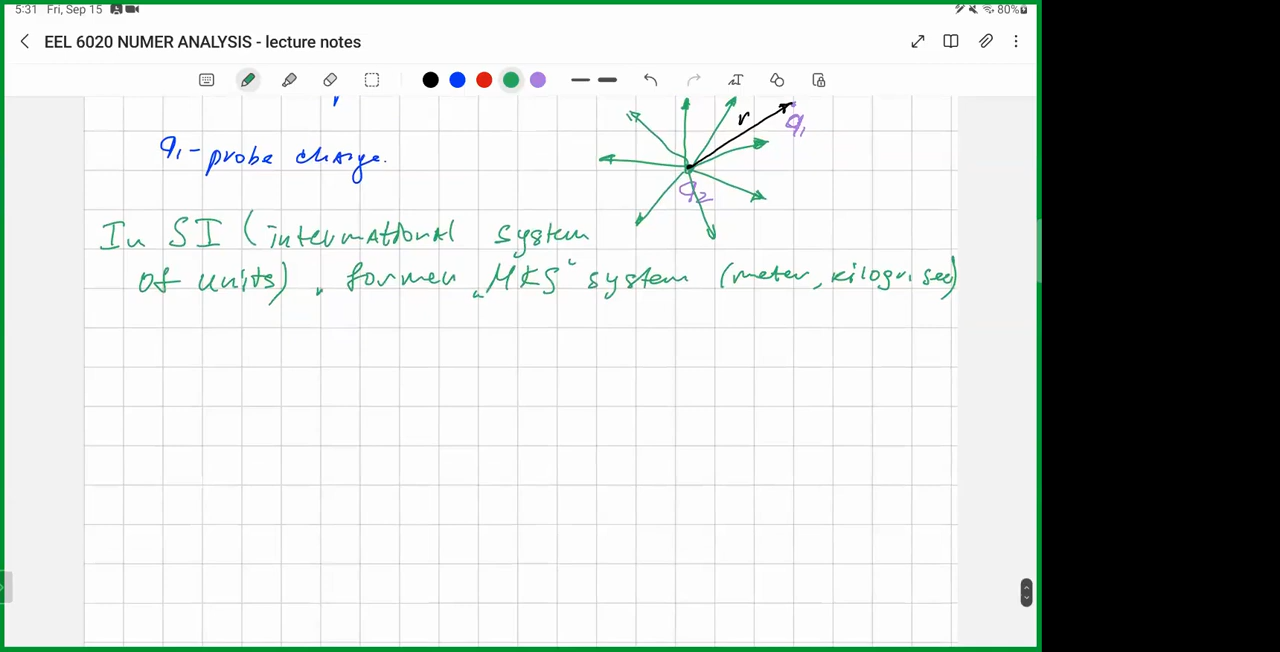 5:31 Fri, Sep 15 80%
EEL 6020 NUMER ANALYSIS - lecture notes
r
q1
q1 - probe charge.
q2
In SI (international system
of units), former „MKS“ system (meter, kilogr, sec)